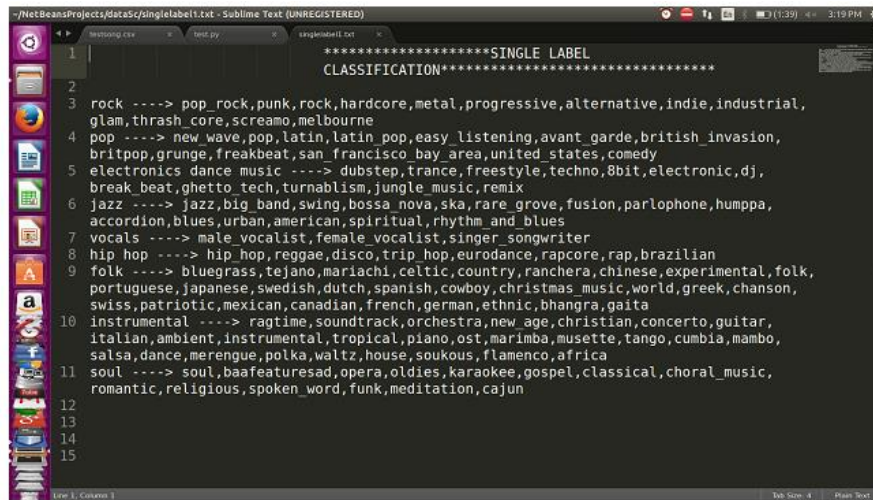 ~/NetBeansProjects/dataSc/singlelabel1.txt - Sublime Text (UNREGISTERED)
En (1:39) 3:19 PM
testsong.csv × test.py × singlelabel1.txt ×
1 *********************SINGLE LABEL
CLASSIFICATION**********************************
2
3 rock ----> pop_rock,punk,rock,hardcore,metal,progressive,alternative,indie,industrial,
glam,thrash_core,screamo,melbourne
4 pop ----> new_wave,pop,latin,latin_pop,easy_listening,avant_garde,british_invasion,
britpop,grunge,freakbeat,san_francisco_bay_area,united_states,comedy
5 electronics dance music ----> dubstep,trance,freestyle,techno,8bit,electronic,dj,
break_beat,ghetto_tech,turnablism,jungle_music,remix
6 jazz ----> jazz,big_band,swing,bossa_nova,ska,rare_grove,fusion,parlophone,humppa,
accordion,blues,urban,american,spiritual,rhythm_and_blues
7 vocals ----> male_vocalist,female_vocalist,singer_songwriter
8 hip hop ----> hip_hop,reggae,disco,trip_hop,eurodance,rapcore,rap,brazilian
9 folk ----> bluegrass,tejano,mariachi,celtic,country,ranchera,chinese,experimental,folk,
portuguese,japanese,swedish,dutch,spanish,cowboy,christmas_music,world,greek,chanson,
swiss,patriotic,mexican,canadian,french,german,ethnic,bhangra,gaita
10 instrumental ----> ragtime,soundtrack,orchestra,new_age,christian,concerto,guitar,
italian,ambient,instrumental,tropical,piano,ost,marimba,musette,tango,cumbia,mambo,
salsa,dance,merengue,polka,waltz,house,soukous,flamenco,africa
11 soul ----> soul,baafeaturesad,opera,oldies,karaokee,gospel,classical,choral_music,
romantic,religious,spoken_word,funk,meditation,cajun
12
13
14
15
Line 1, Column 1 Tab Size: 4 Plain Text